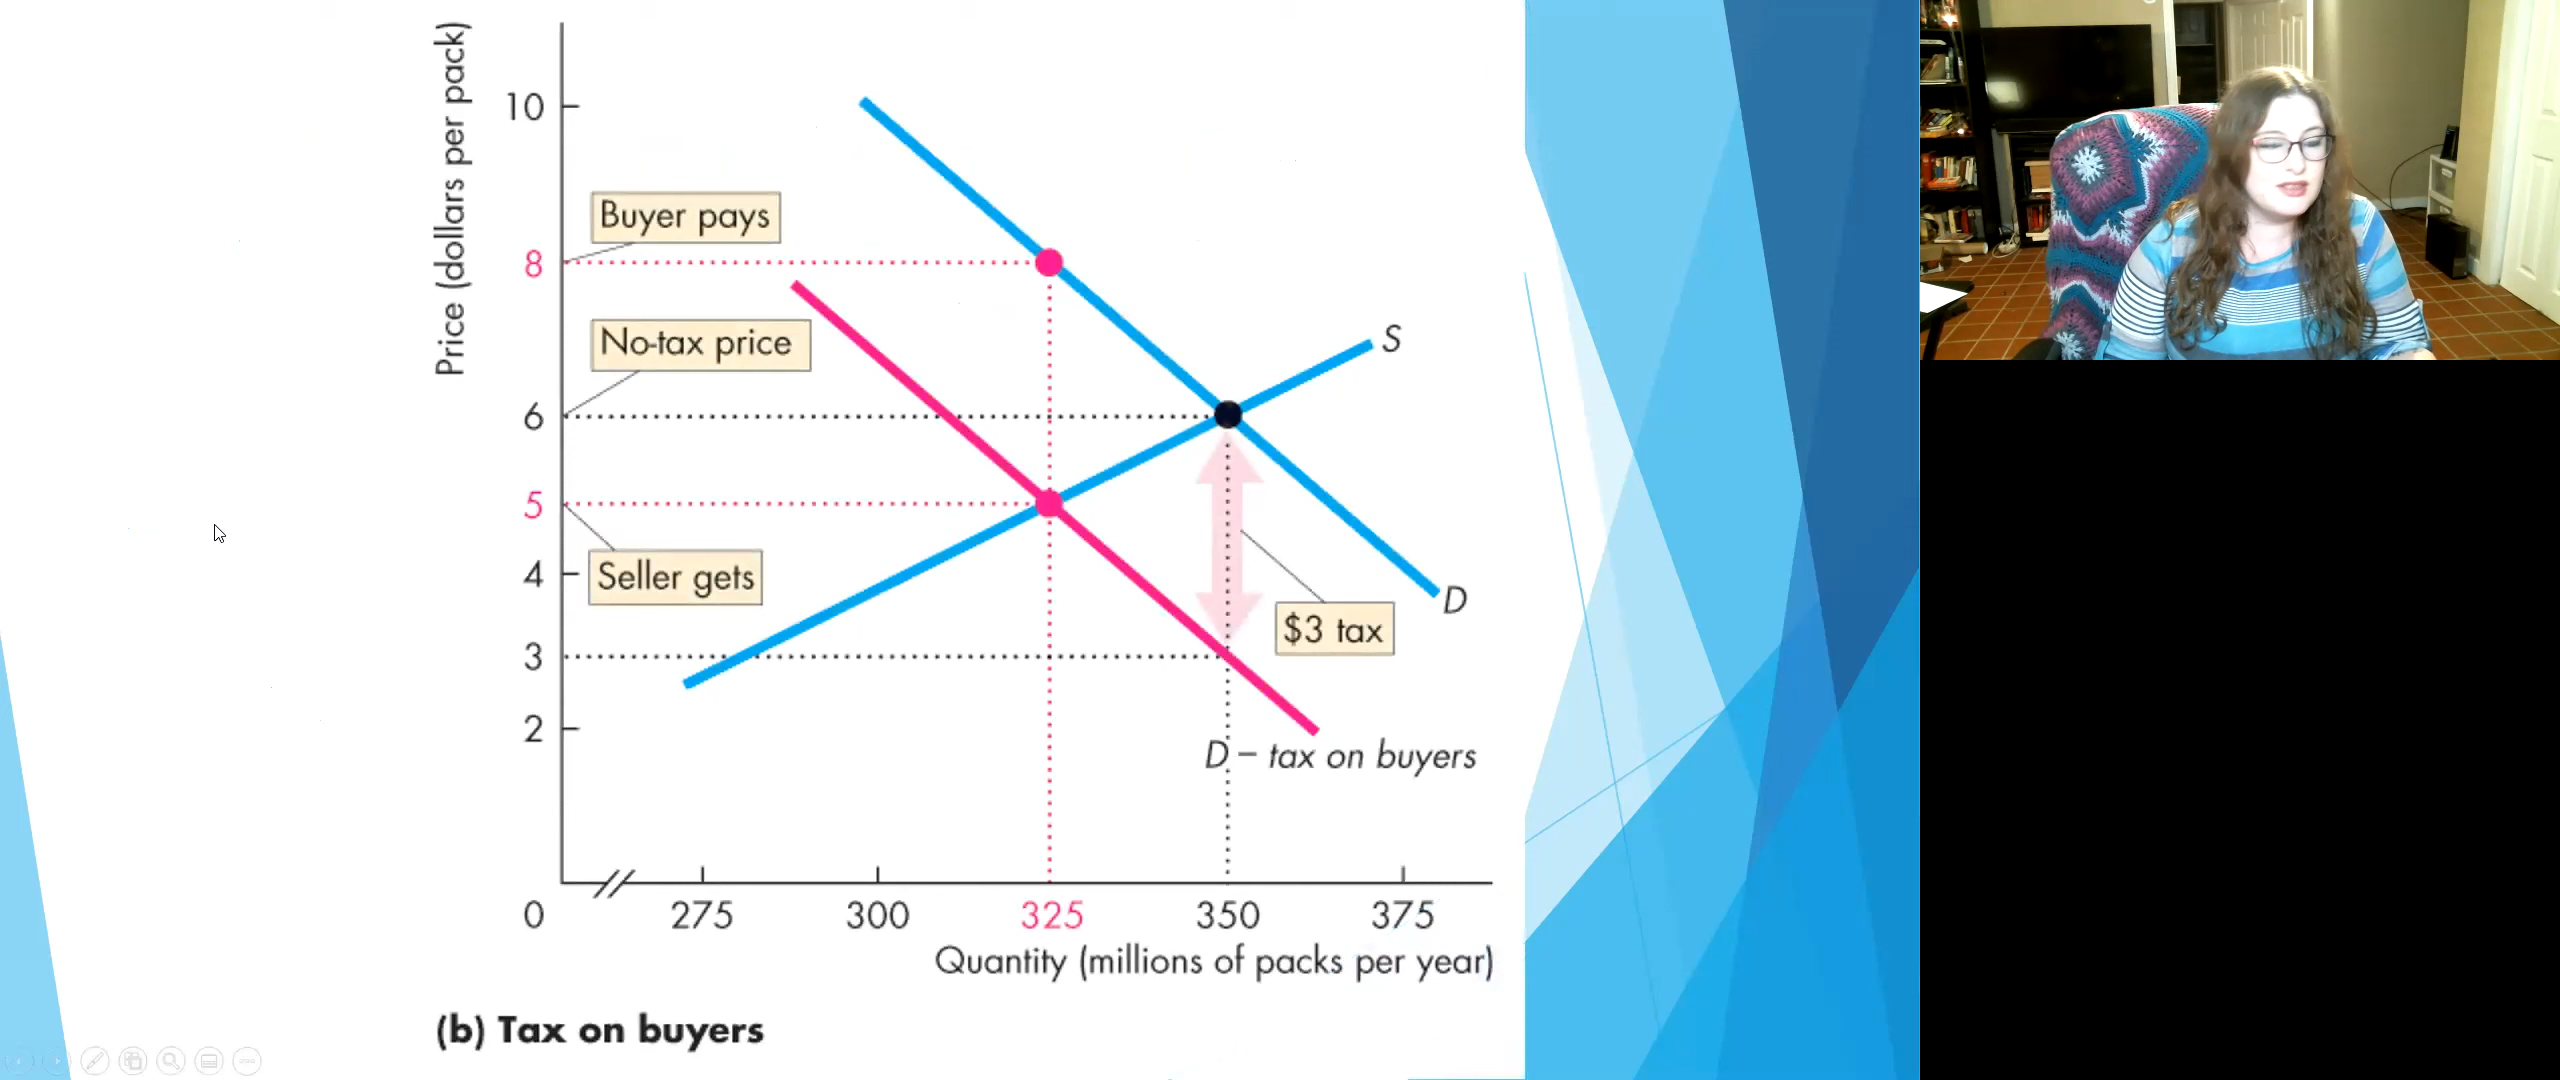 Price (dollars per pack)
10
Buyer pays
8
No-tax price
S
6
5
Seller gets
4
D
$3 tax
3
2
D – tax on buyers
0
275
300
325
350
375
Quantity (millions of packs per year)
(b) Tax on buyers